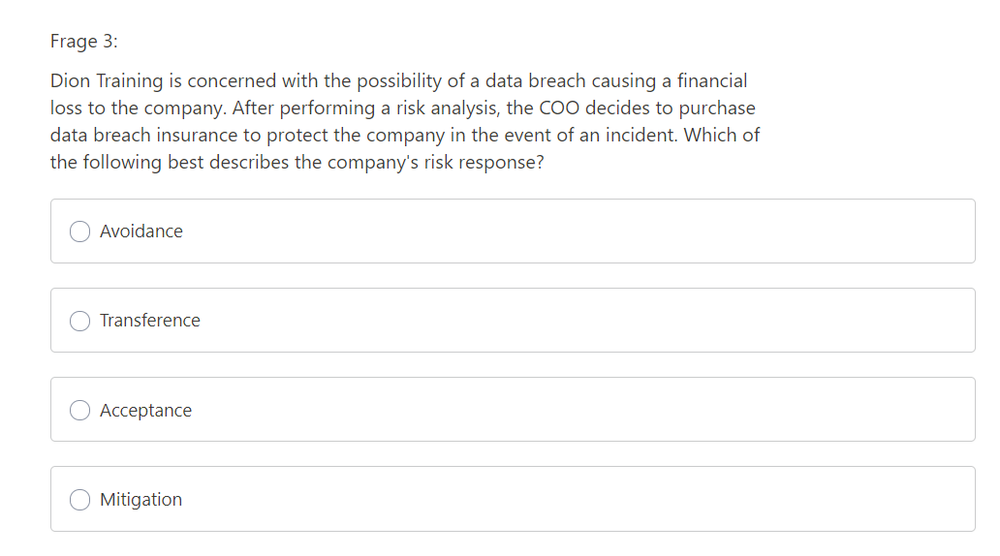 Frage 3:
Dion Training is concerned with the possibility of a data breach causing a financial
loss to the company. After performing a risk analysis, the COO decides to purchase
data breach insurance to protect the company in the event of an incident. Which of
the following best describes the company's risk response?
Avoidance
Transference
Acceptance
Mitigation